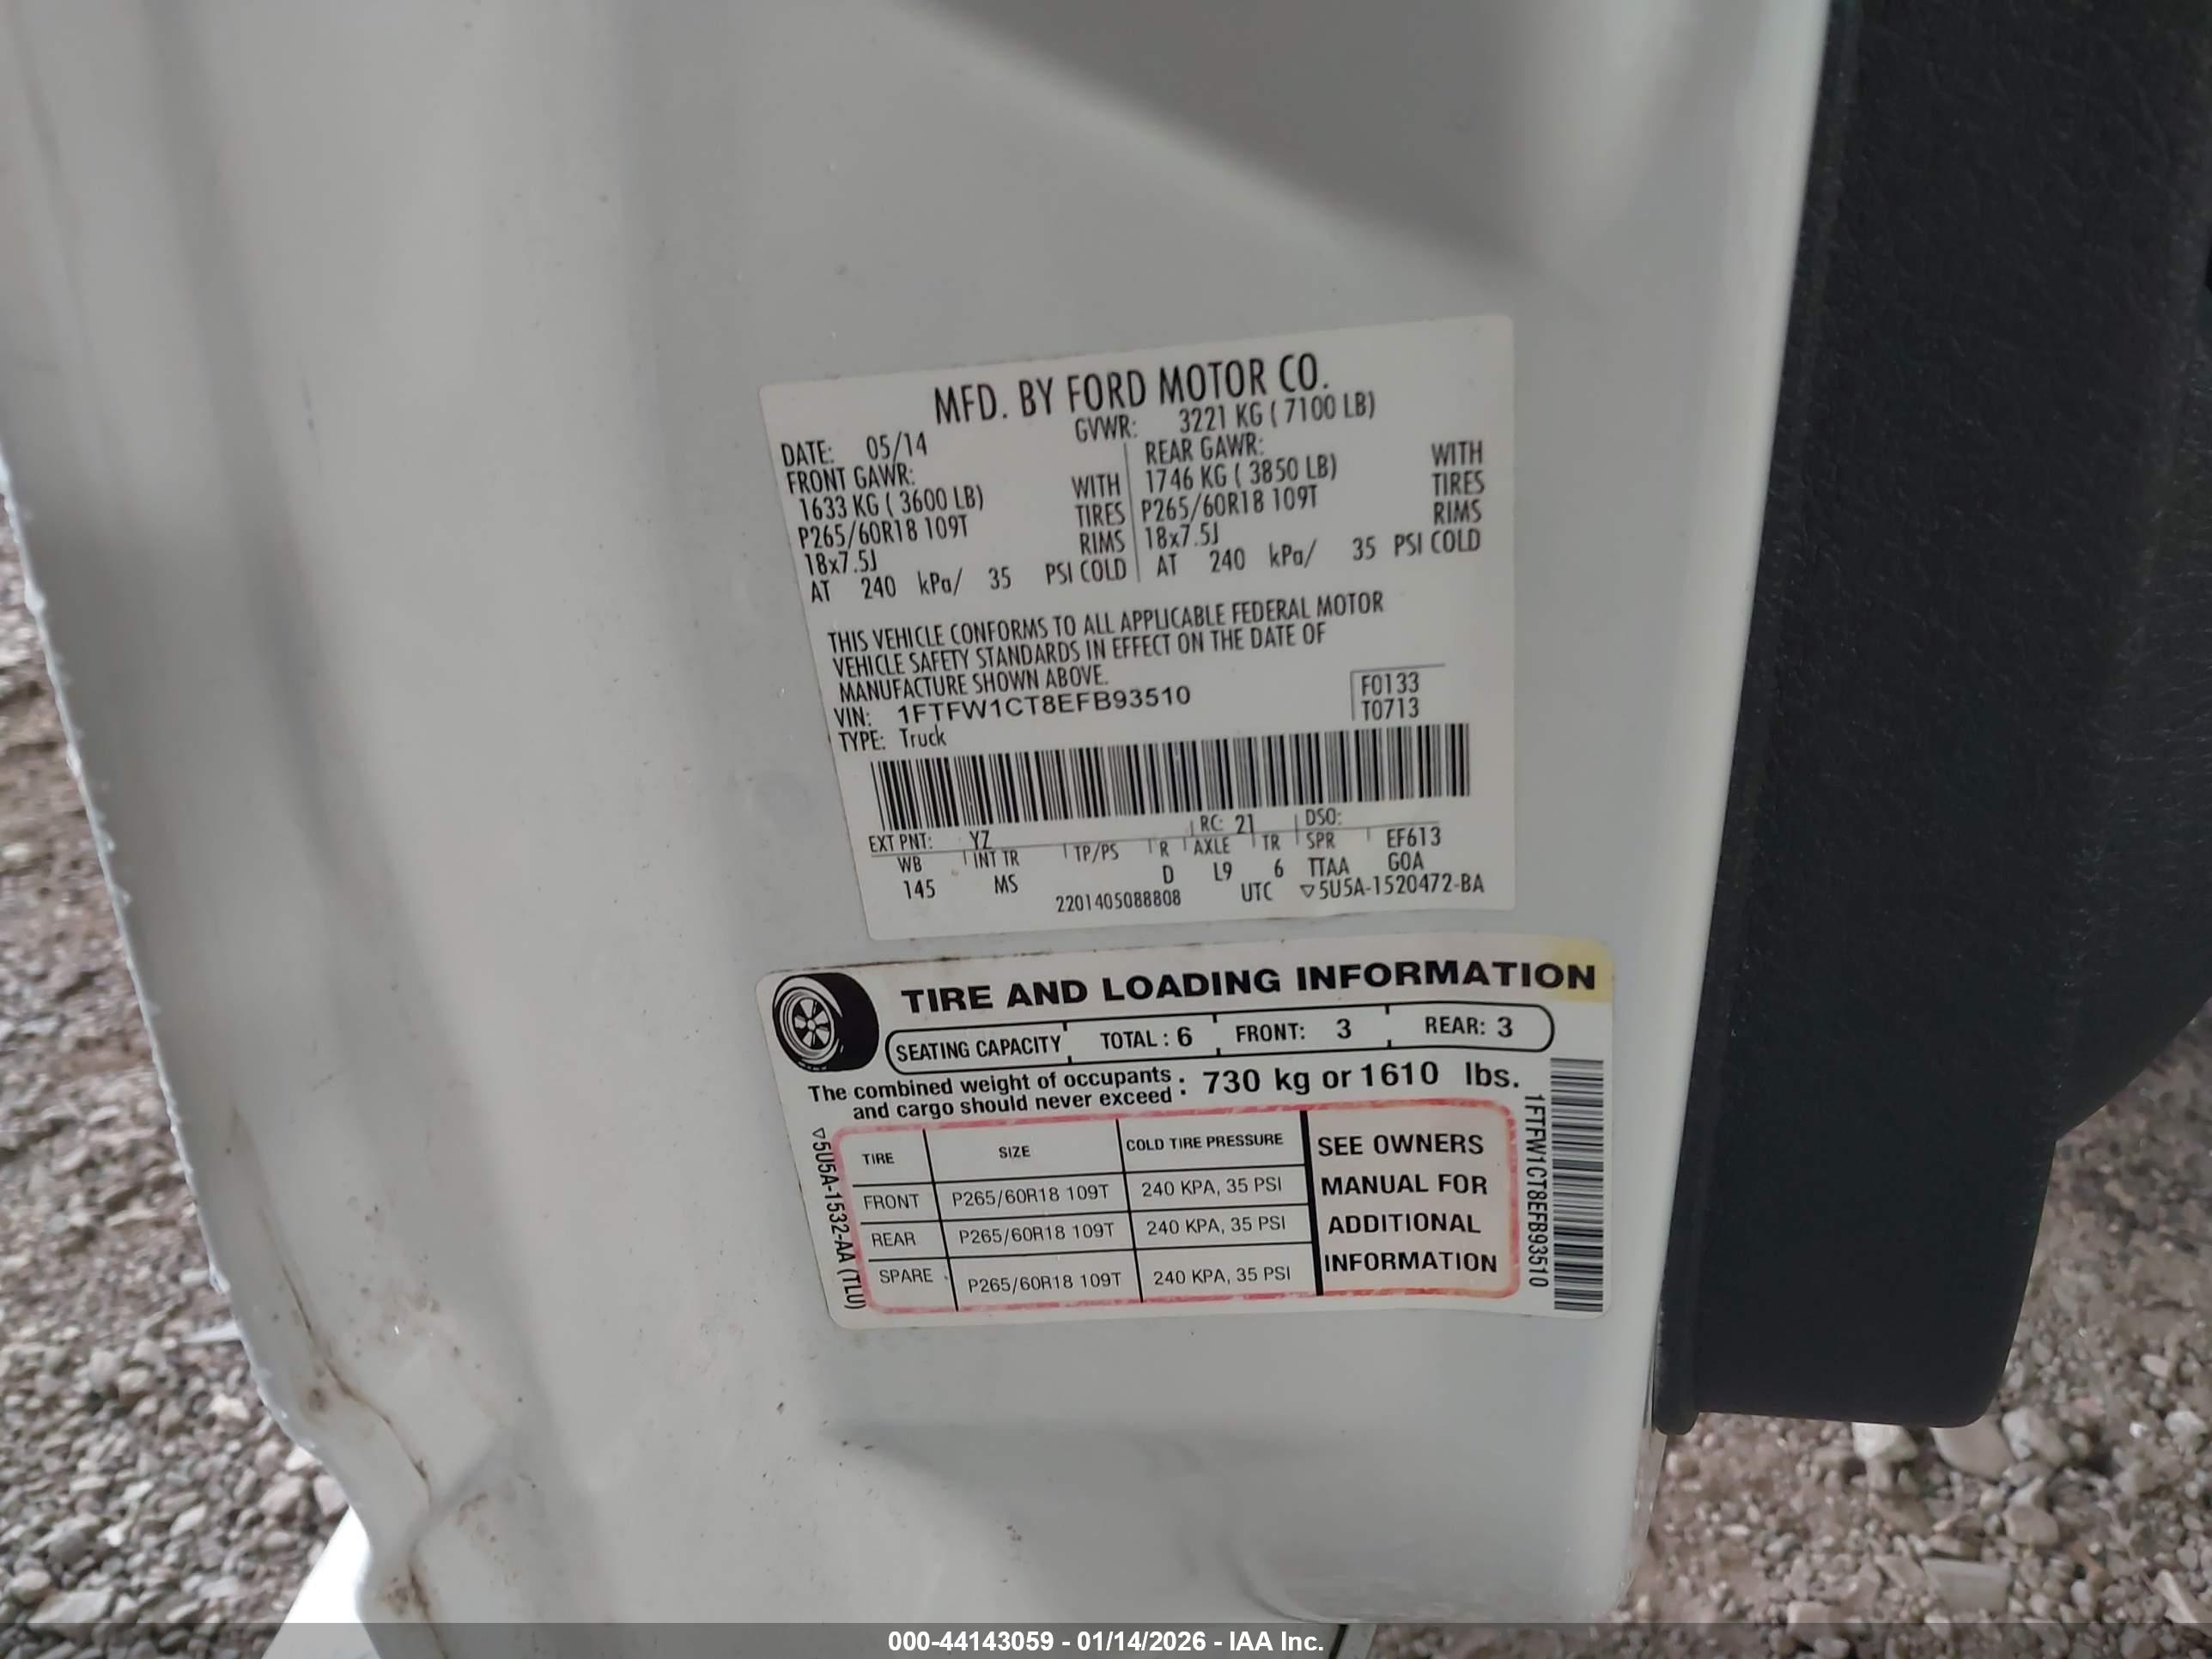 MFD. BY FORD MOTOR CO.
DATE: 05/14 GVWR: 3221 KG ( 7100 LB)
FRONT GAWR: REAR GAWR:
1633 KG ( 3600 LB) WITH 1746 KG ( 3850 LB) WITH
P265/60R18 109T TIRES P265/60R18 109T TIRES
18x7.5J RIMS 18x7.5J RIMS
AT 240 kPa/ 35 PSI COLD AT 240 kPa/ 35 PSI COLD
THIS VEHICLE CONFORMS TO ALL APPLICABLE FEDERAL MOTOR
VEHICLE SAFETY STANDARDS IN EFFECT ON THE DATE OF
MANUFACTURE SHOWN ABOVE.
VIN: 1FTFW1CT8EFB93510 F0133
TYPE: Truck T0713
EXT PNT: YZ RC: 21 DSO:
WB INT TR TP/PS R AXLE TR SPR EF613
145 MS D L9 6 TTAA GOA
2201405088808 UTC ▽5U5A-1520472-BA
TIRE AND LOADING INFORMATION
SEATING CAPACITY TOTAL : 6 FRONT: 3 REAR: 3
The combined weight of occupants
and cargo should never exceed : 730 kg or 1610 lbs.
TIRE SIZE COLD TIRE PRESSURE
FRONT P265/60R18 109T 240 KPA, 35 PSI
REAR P265/60R18 109T 240 KPA, 35 PSI
SPARE P265/60R18 109T 240 KPA, 35 PSI
SEE OWNERS
MANUAL FOR
ADDITIONAL
INFORMATION
▽5U5A-1532-AA (TLU)
1FTFW1CT8EFB93510
000-44143059 - 01/14/2026 - IAA Inc.